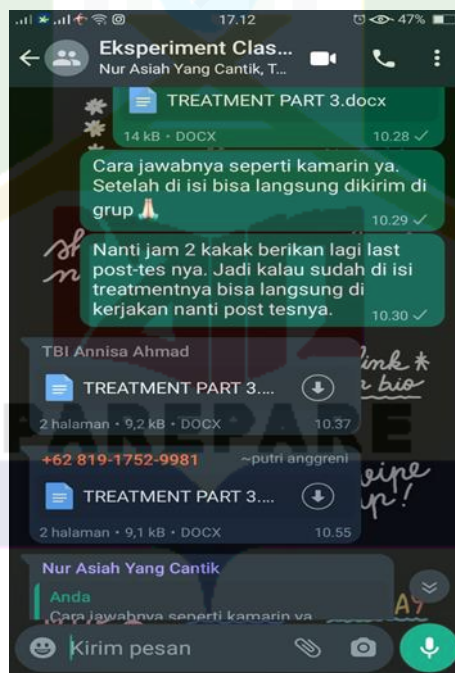 17.12
47%
Eksperiment Clas...
Nur Asiah Yang Cantik, T...
TREATMENT PART 3.docx
14 kB • DOCX 10.28
Cara jawabnya seperti kamarin ya.
Setelah di isi bisa langsung dikirim di
grup
10.29
Nanti jam 2 kakak berikan lagi last
post-tes nya. Jadi kalau sudah di isi
treatmentnya bisa langsung di
kerjakan nanti post tesnya.
10.30
TBI Annisa Ahmad
TREATMENT PART 3....
2 halaman • 9,2 kB • DOCX 10.37
PAREPARE
+62 819-1752-9981 ~putri anggreni
TREATMENT PART 3....
2 halaman • 9,1 kB • DOCX 10.55
Nur Asiah Yang Cantik
Anda
Cara jawabnya seperti kamarin ya
Kirim pesan